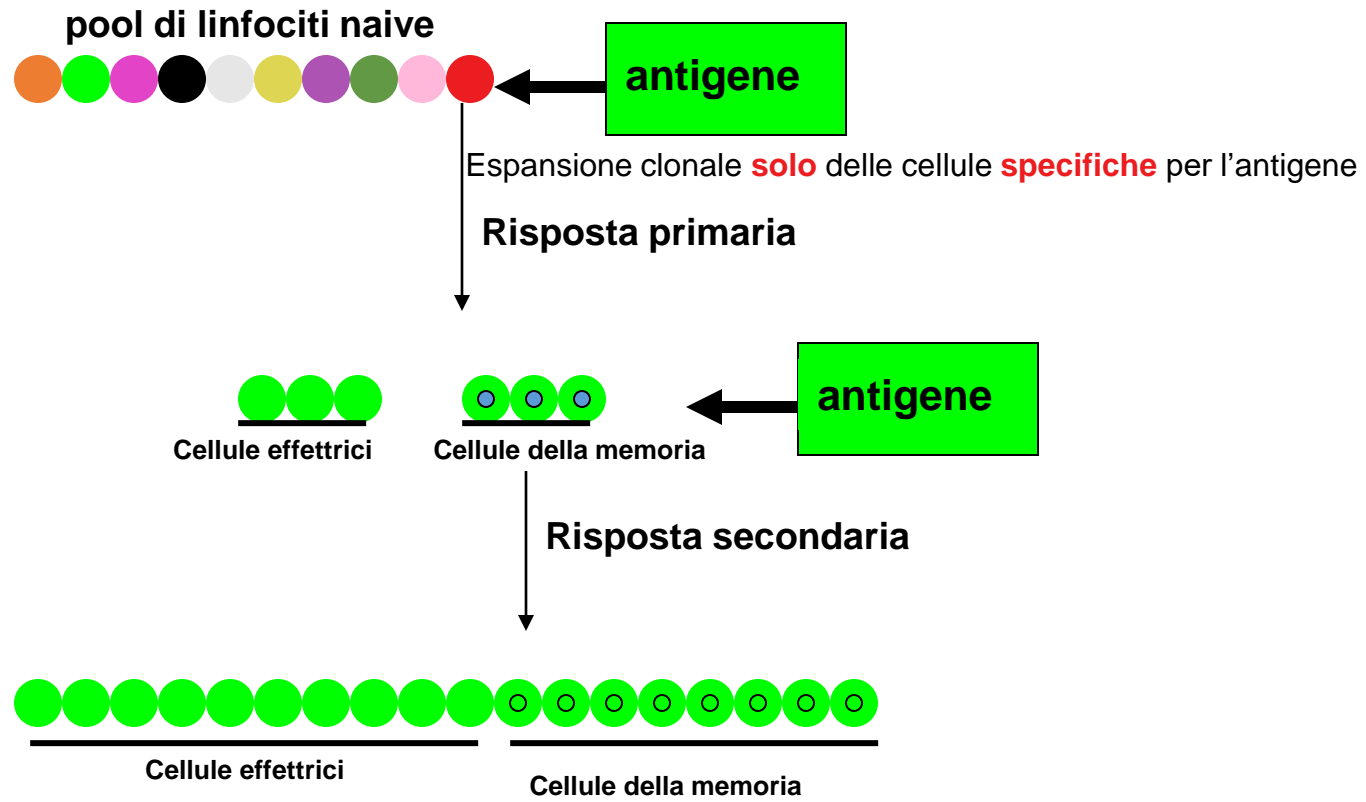 pool di linfociti naive
antigene
Espansione clonale solo delle cellule specifiche per l’antigene
Risposta primaria
antigene
Cellule effettrici
Cellule della memoria
Risposta secondaria
Cellule effettrici
Cellule della memoria